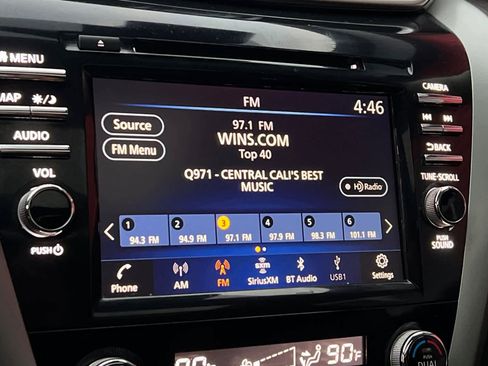 MENU
FM
4:46
CAMERA
MAP
Source
97.1 FM
WINS.COM
Top 40
FM Menu
AUDIO
BACK
Q971 - CENTRAL CALI'S BEST
MUSIC
HD Radio
VOL
TUNE·SCROLL
1 2 3 4 5 6
94.3 FM 94.9 FM 97.1 FM 97.9 FM 98.3 FM 101.1 FM
PUSH
PUSH
SOUND
sxm
Phone AM FM SiriusXM BT Audio USB1 Settings
90°F
PUSH
DUAL